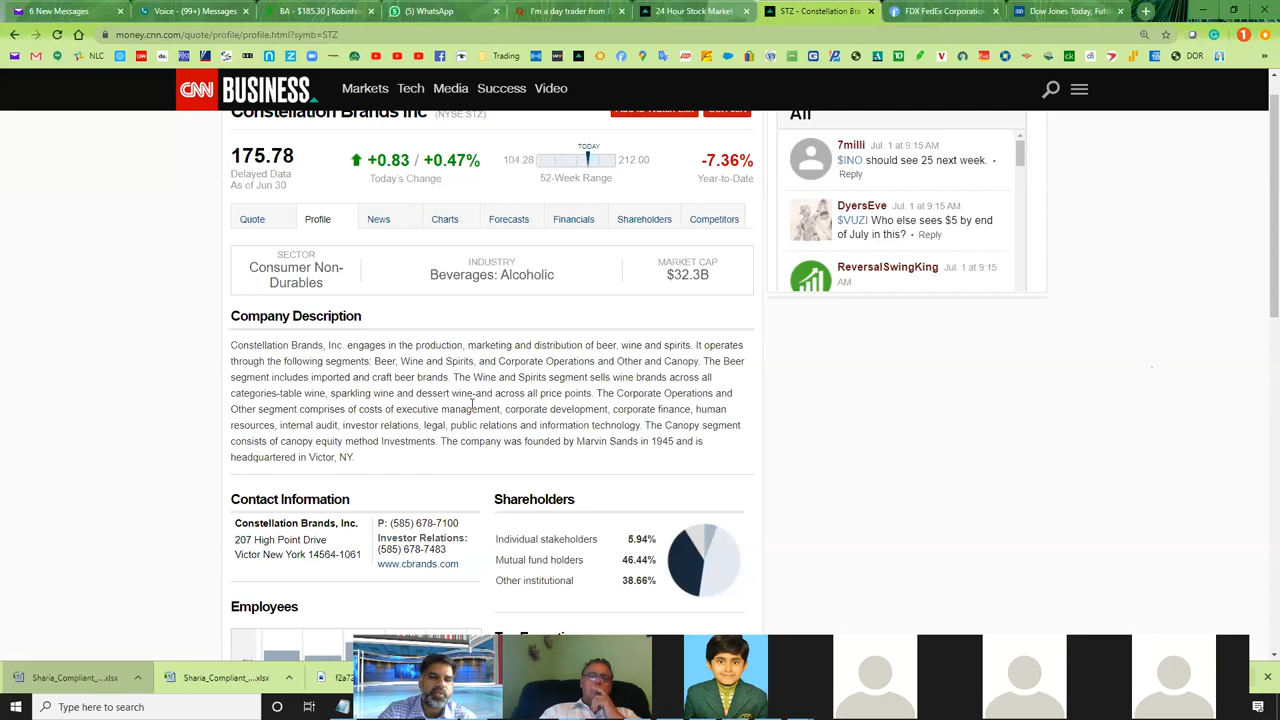 6 New Messages
Voice - (99+) Messages
BA - $185.30 | Robinh
(5) WhatsApp
I'm a day trader from
24 Hour Stock Market
STZ - Constellation Bran
FDX FedEx Corporatio
Dow Jones Today, Futu
money.cnn.com/quote/profile/profile.html?symb=STZ
NLC
Trading
DOR
CNN BUSINESS
Markets Tech Media Success Video
Constellation Brands Inc (NYSE:STZ)
Add to Watch List
Get Alert
175.78
Delayed Data
As of Jun 30
+0.83 / +0.47%
Today's Change
TODAY
104.28 212.00
52-Week Range
-7.36%
Year-to-Date
Quote Profile News Charts Forecasts Financials Shareholders Competitors
SECTOR
Consumer Non-
Durables
INDUSTRY
Beverages: Alcoholic
MARKET CAP
$32.3B
Company Description
Constellation Brands, Inc. engages in the production, marketing and distribution of beer, wine and spirits. It operates
through the following segments: Beer, Wine and Spirits, and Corporate Operations and Other and Canopy. The Beer
segment includes imported and craft beer brands. The Wine and Spirits segment sells wine brands across all
categories-table wine, sparkling wine and dessert wine-and across all price points. The Corporate Operations and
Other segment comprises of costs of executive management, corporate development, corporate finance, human
resources, internal audit, investor relations, legal, public relations and information technology. The Canopy segment
consists of canopy equity method Investments. The company was founded by Marvin Sands in 1945 and is
headquartered in Victor, NY.
Contact Information
Constellation Brands, Inc.
207 High Point Drive
Victor New York 14564-1061
P: (585) 678-7100
Investor Relations:
(585) 678-7483
www.cbrands.com
Shareholders
Individual stakeholders 5.94%
Mutual fund holders 46.44%
Other institutional 38.66%
Employees
All
7milli Jul. 1 at 9:15 AM
$INO should see 25 next week. •
Reply
DyersEve Jul. 1 at 9:15 AM
$VUZI Who else sees $5 by end
of July in this? • Reply
ReversalSwingKing Jul. 1 at 9:15
AM
Sharia_Compliant_....xlsx
Sharia_Compliant_....xlsx
f2a72
Type here to search